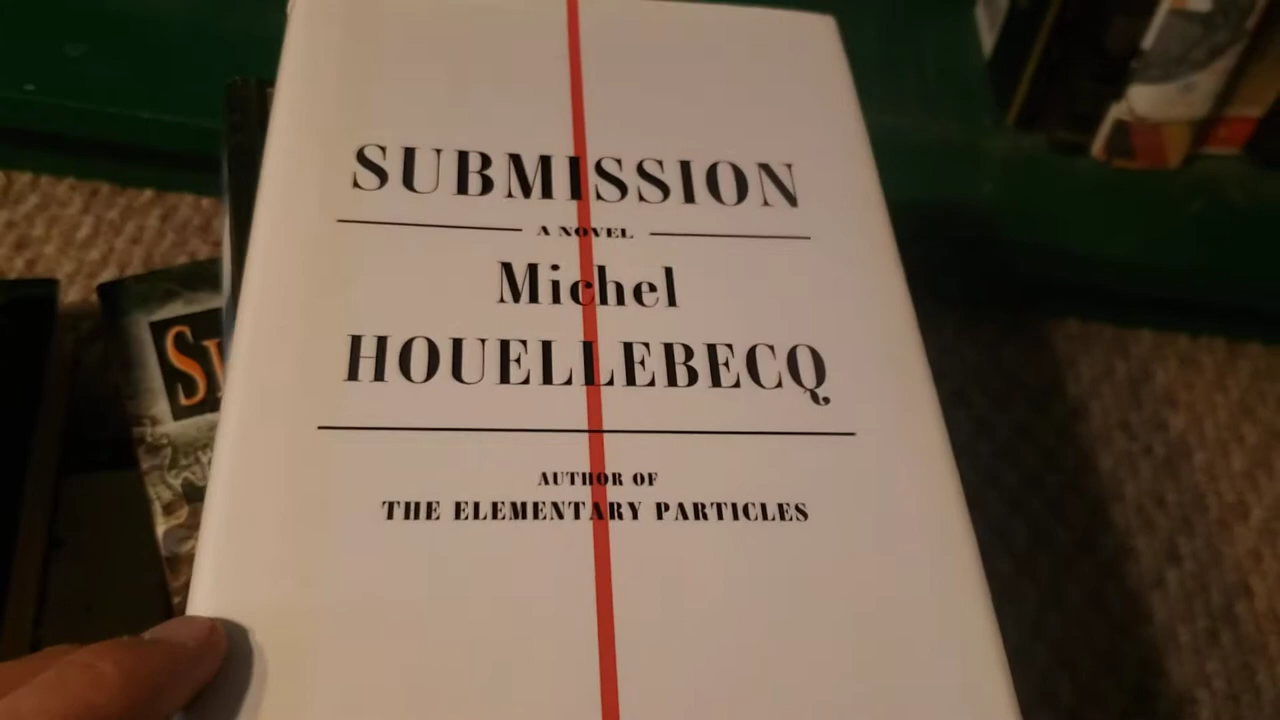 SUBMISSION
A NOVEL
Michel
HOUELLEBECQ
AUTHOR OF
THE ELEMENTARY PARTICLES